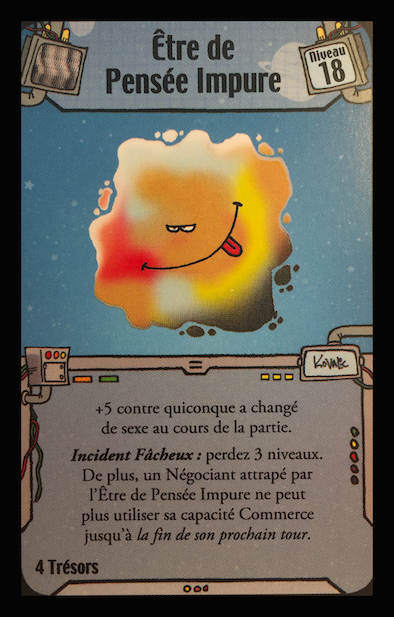 Être de
Pensée Impure
Niveau
18
Kovalic
+5 contre quiconque a changé
de sexe au cours de la partie.
Incident Fâcheux : perdez 3 niveaux.
De plus, un Négociant attrapé par
l'Être de Pensée Impure ne peut
plus utiliser sa capacité Commerce
jusqu'à la fin de son prochain tour.
4 Trésors